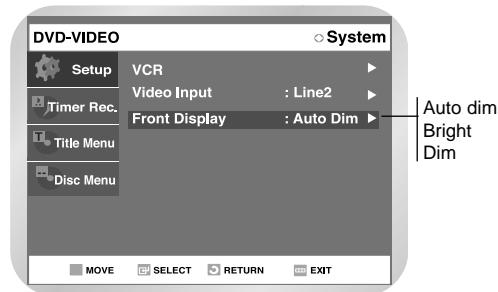 DVD-VIDEO System
Setup
VCR
Video Input : Line2
Timer Rec.
Front Display : Auto Dim
Auto dim
Bright
Dim
Title Menu
Disc Menu
MOVE SELECT RETURN EXIT